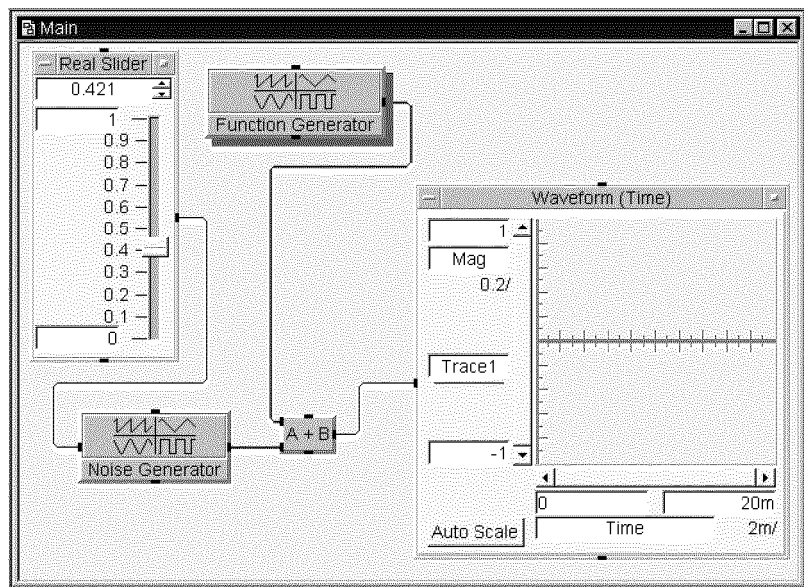 Main
Real Slider
0.421
1
0.9
0.8
0.7
0.6
0.5
0.4
0.3
0.2
0.1
0
Function Generator
Noise Generator
A + B
Waveform (Time)
1
Mag
0.2/
Trace1
-1
0 20m
Auto Scale Time 2m/